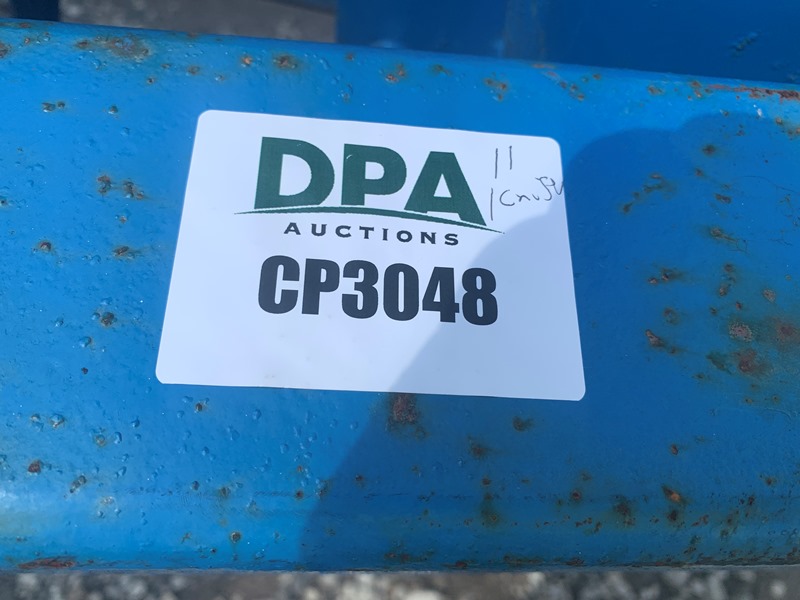 DPA
11
AUCTIONS
CP3048